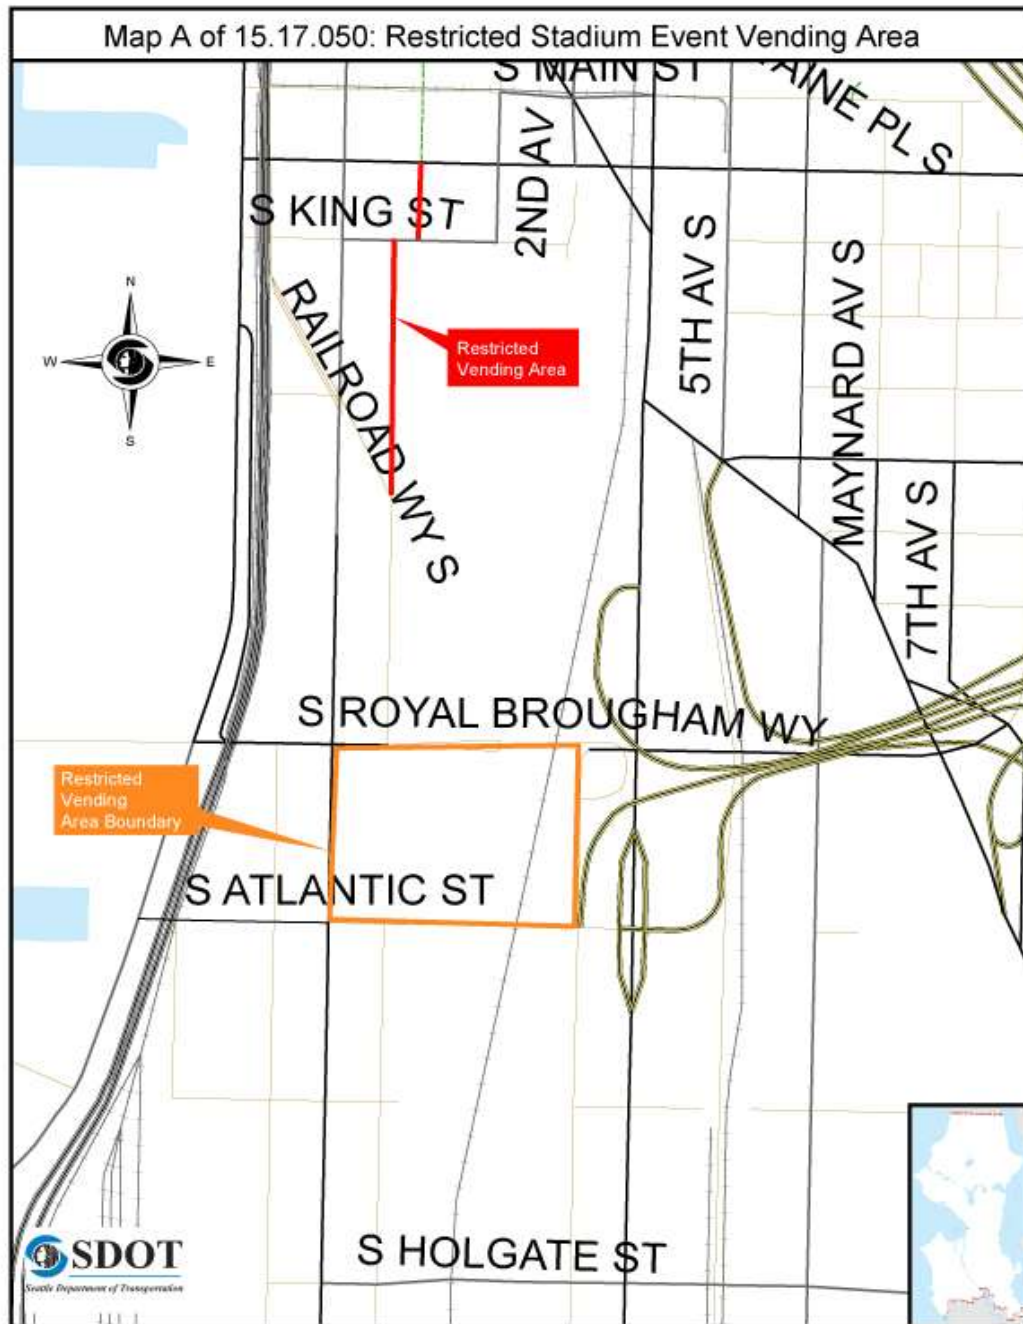 Map A of 15.17.050: Restricted Stadium Event Vending Area
S MAIN ST
AINE PL S
2ND AV
S KING ST
5TH AV S
MAYNARD AV S
N
W
E
S
RAILROAD WY S
Restricted
Vending Area
7TH AV S
S ROYAL BROUGHAM WY
Restricted
Vending
Area Boundary
S ATLANTIC ST
S HOLGATE ST
SDOT
Seattle Department of Transportation